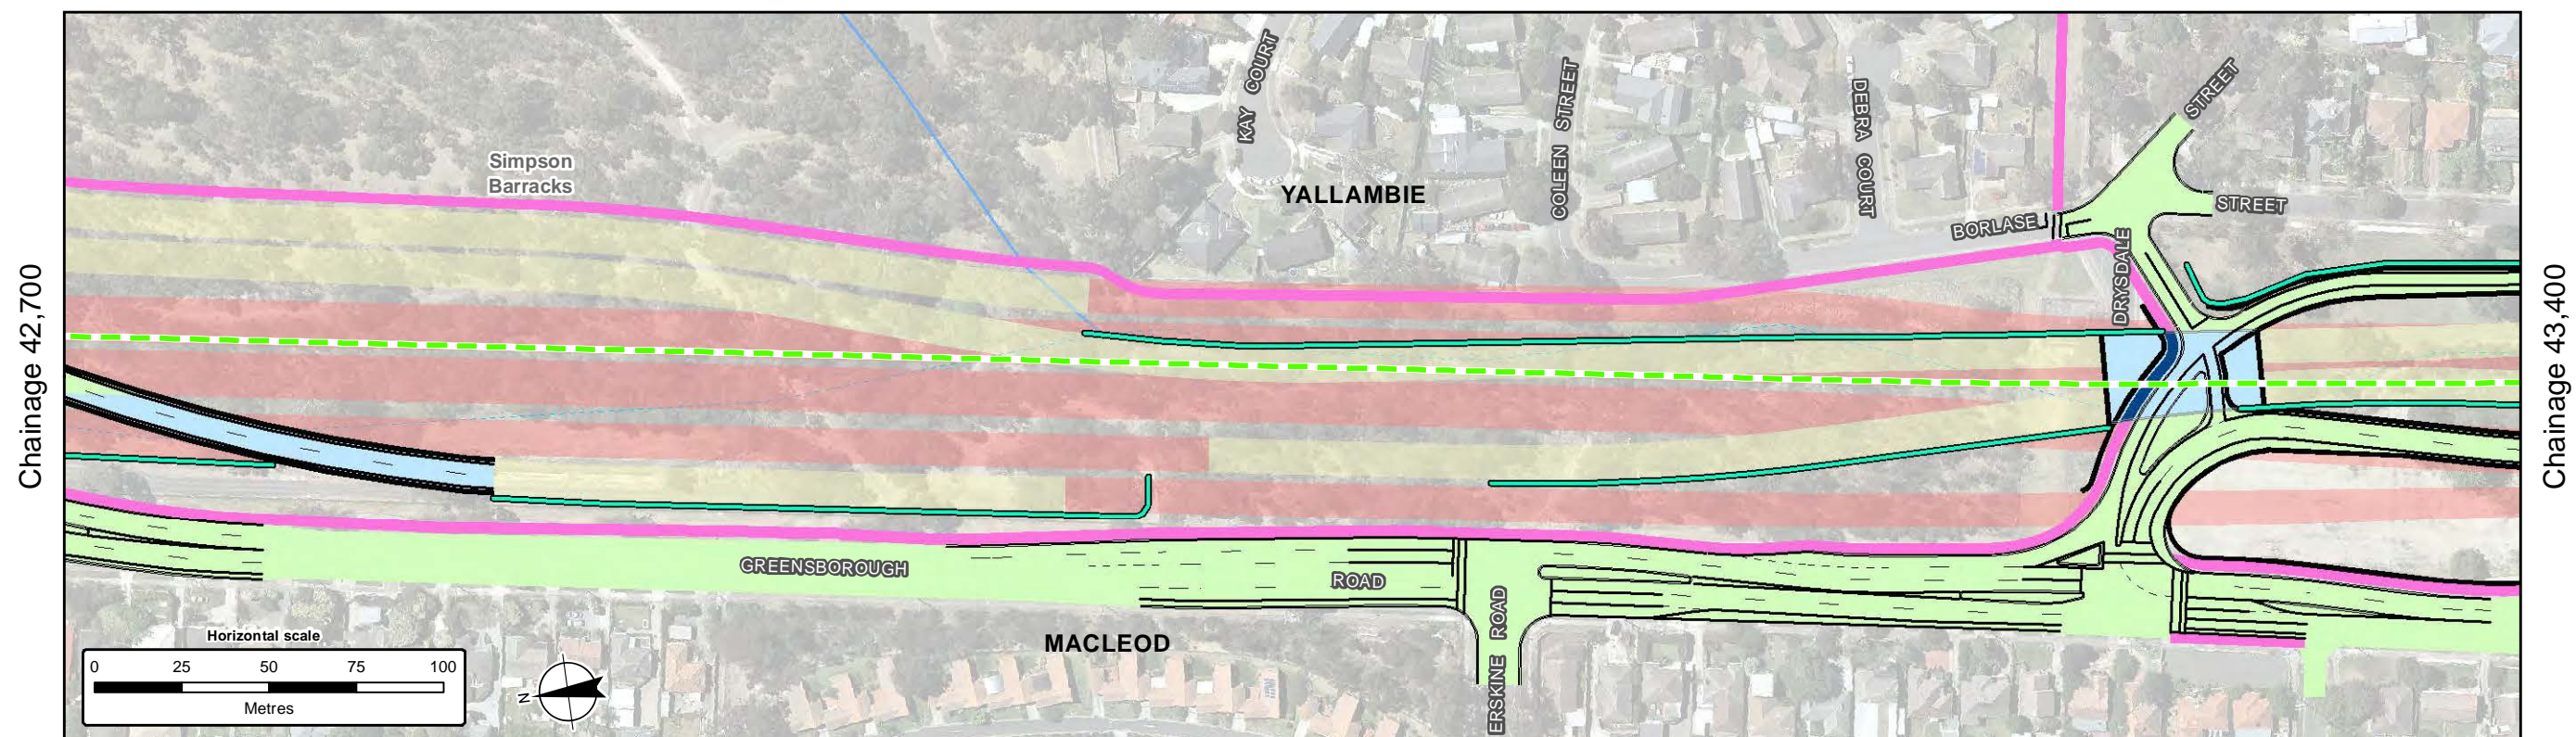 KAY COURT
COLEEN STREET
DEBRA COURT
STREET
Simpson
Barracks
YALLAMBIE
BORLASE
STREET
DRYSDALE
Chainage 42,700
Chainage 43,400
GREENSBOROUGH
ROAD
ERSKINE ROAD
MACLEOD
Horizontal scale
0 25 50 75 100
Metres
N